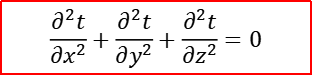 ∂²t/∂x² + ∂²t/∂y² + ∂²t/∂z² = 0